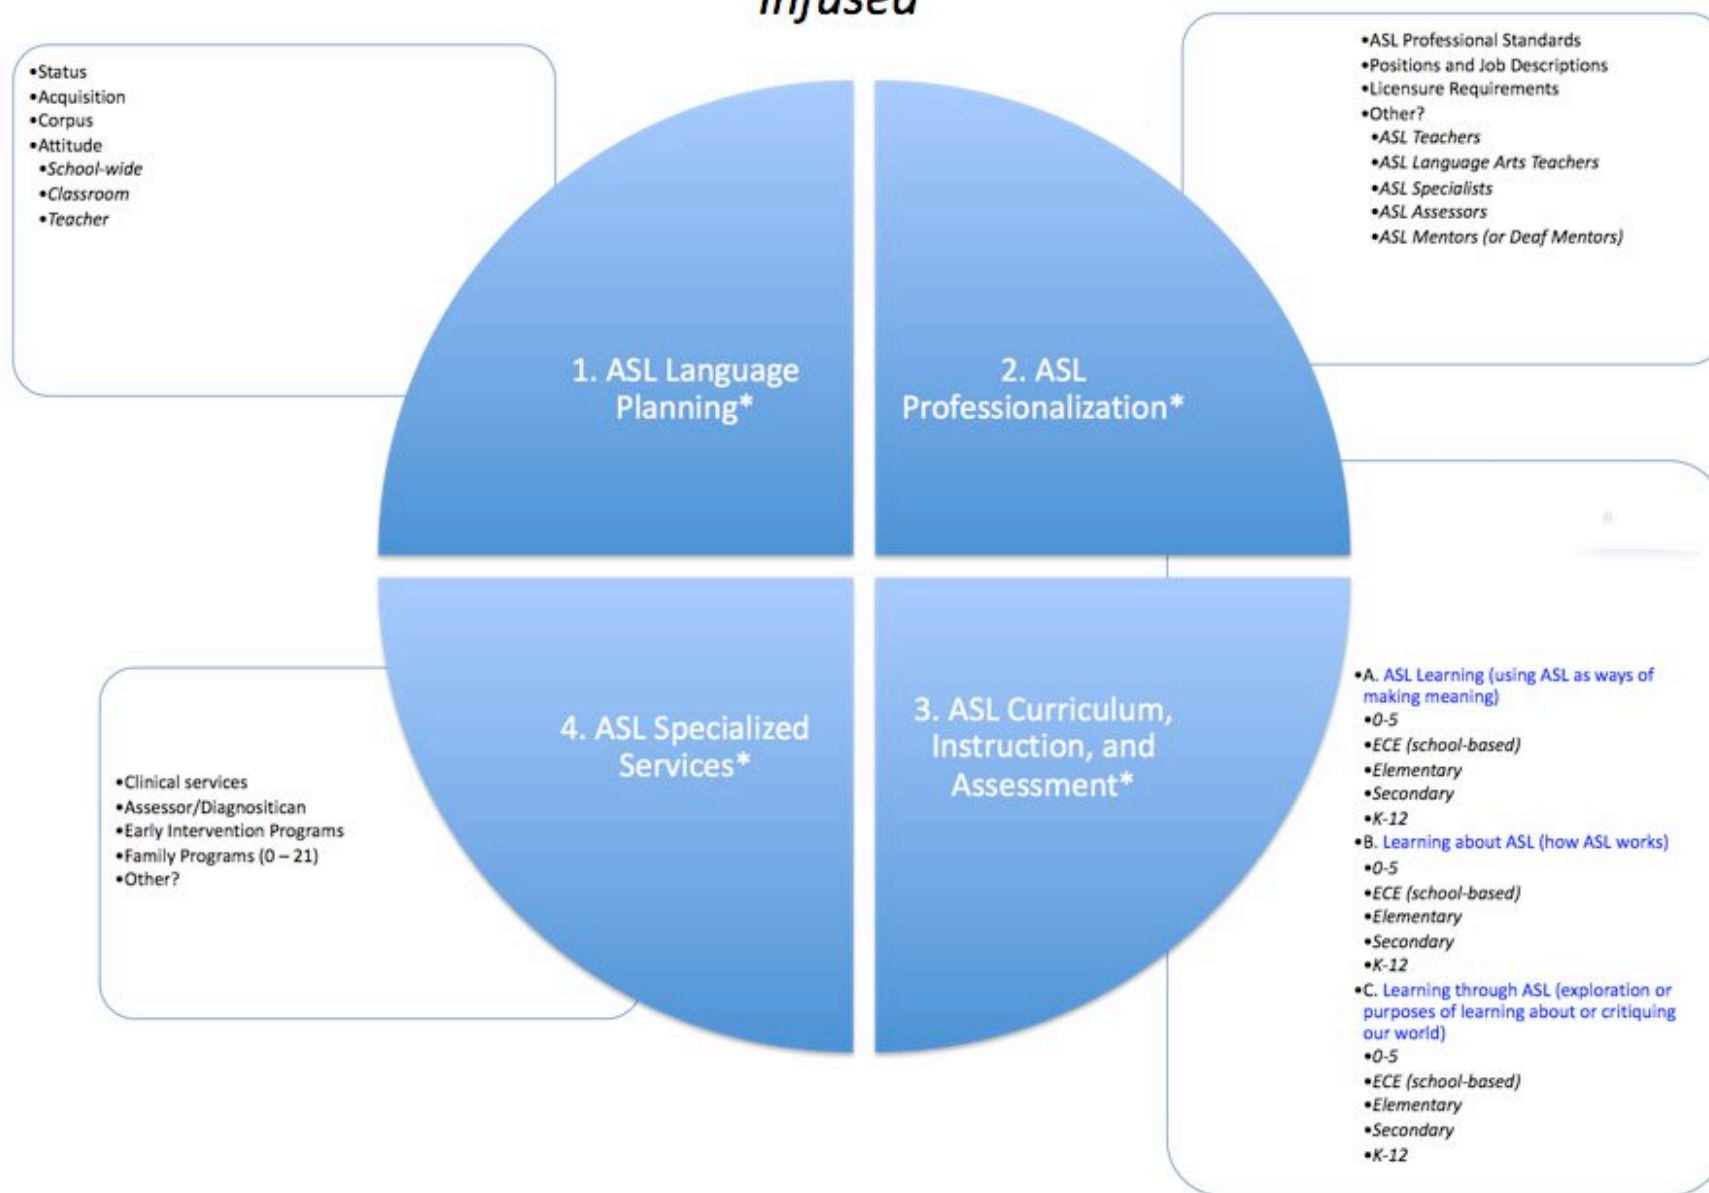 infused
•Status
•Acquisition
•Corpus
•Attitude
•School-wide
•Classroom
•Teacher
•ASL Professional Standards
•Positions and Job Descriptions
•Licensure Requirements
•Other?
•ASL Teachers
•ASL Language Arts Teachers
•ASL Specialists
•ASL Assessors
•ASL Mentors (or Deaf Mentors)
1. ASL Language
Planning*
2. ASL
Professionalization*
4. ASL Specialized
Services*
3. ASL Curriculum,
Instruction, and
Assessment*
•Clinical services
•Assessor/Diagnositican
•Early Intervention Programs
•Family Programs (0 – 21)
•Other?
•A. ASL Learning (using ASL as ways of
making meaning)
•0-5
•ECE (school-based)
•Elementary
•Secondary
•K-12
•B. Learning about ASL (how ASL works)
•0-5
•ECE (school-based)
•Elementary
•Secondary
•K-12
•C. Learning through ASL (exploration or
purposes of learning about or critiquing
our world)
•0-5
•ECE (school-based)
•Elementary
•Secondary
•K-12